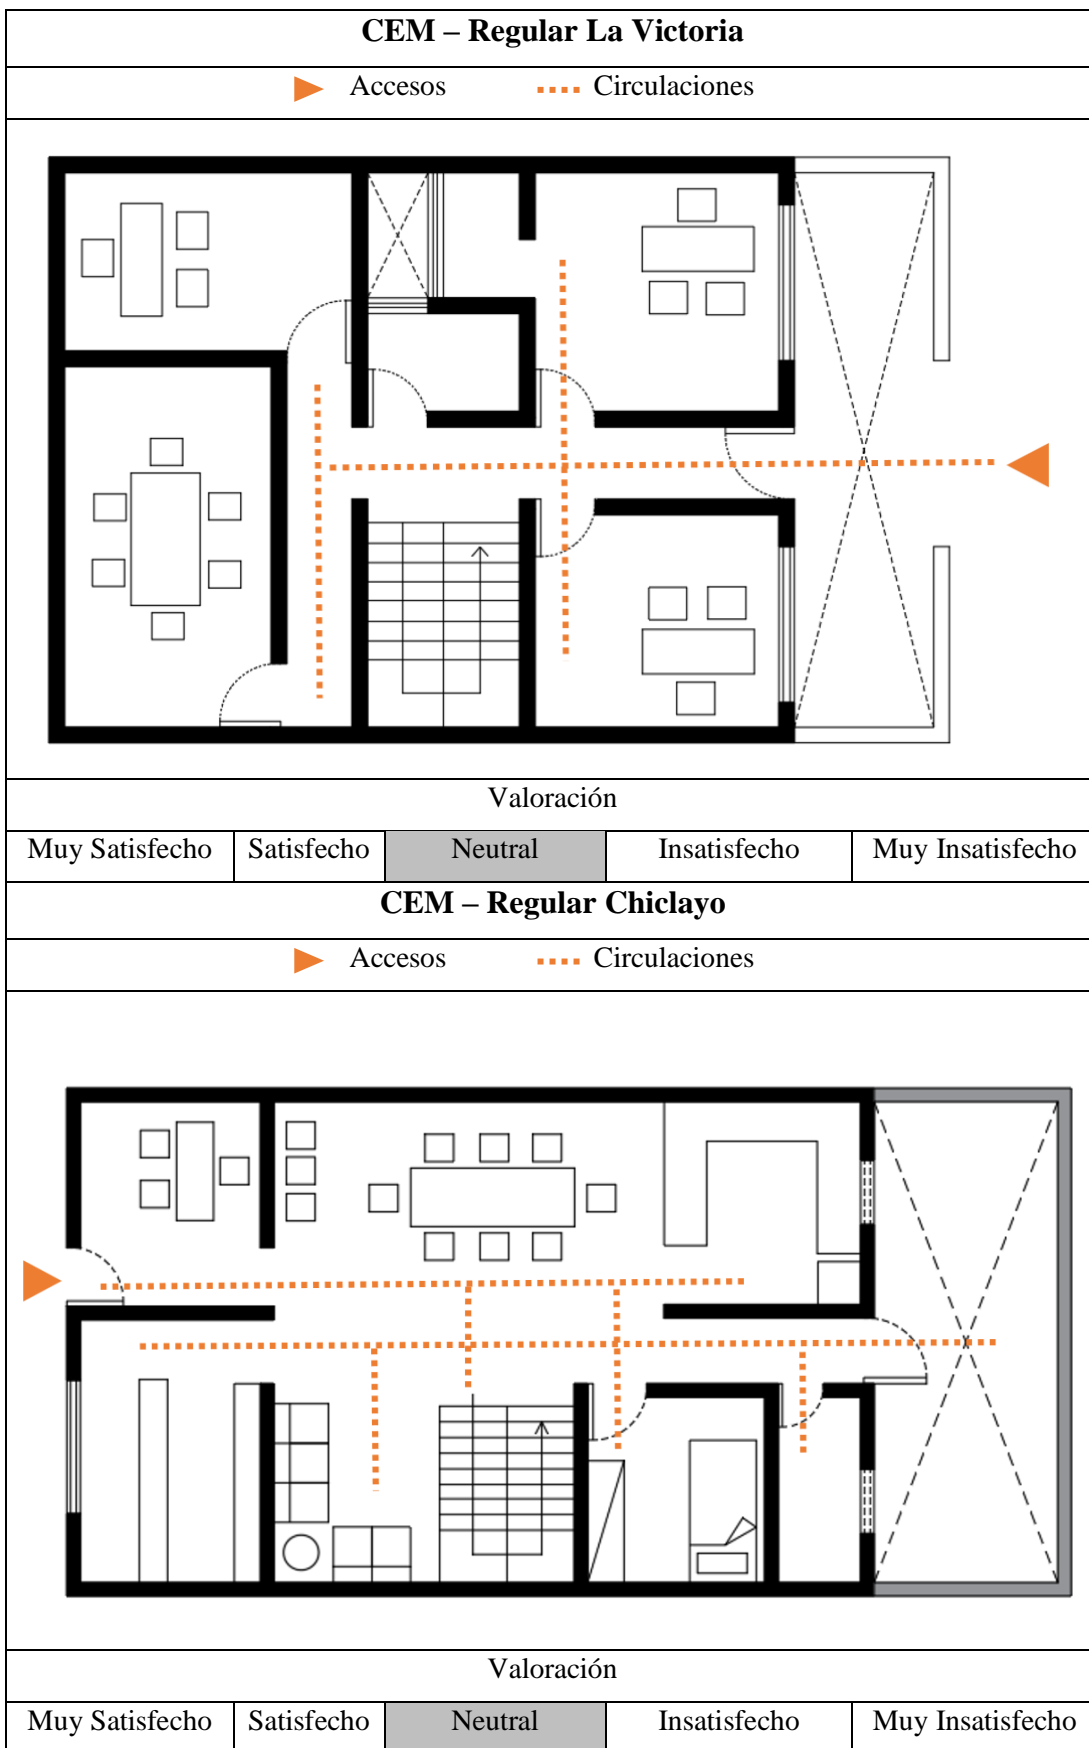 CEM – Regular La Victoria
Accesos Circulaciones
Valoración
Muy Satisfecho Satisfecho Neutral Insatisfecho Muy Insatisfecho
CEM – Regular Chiclayo
Accesos Circulaciones
Valoración
Muy Satisfecho Satisfecho Neutral Insatisfecho Muy Insatisfecho